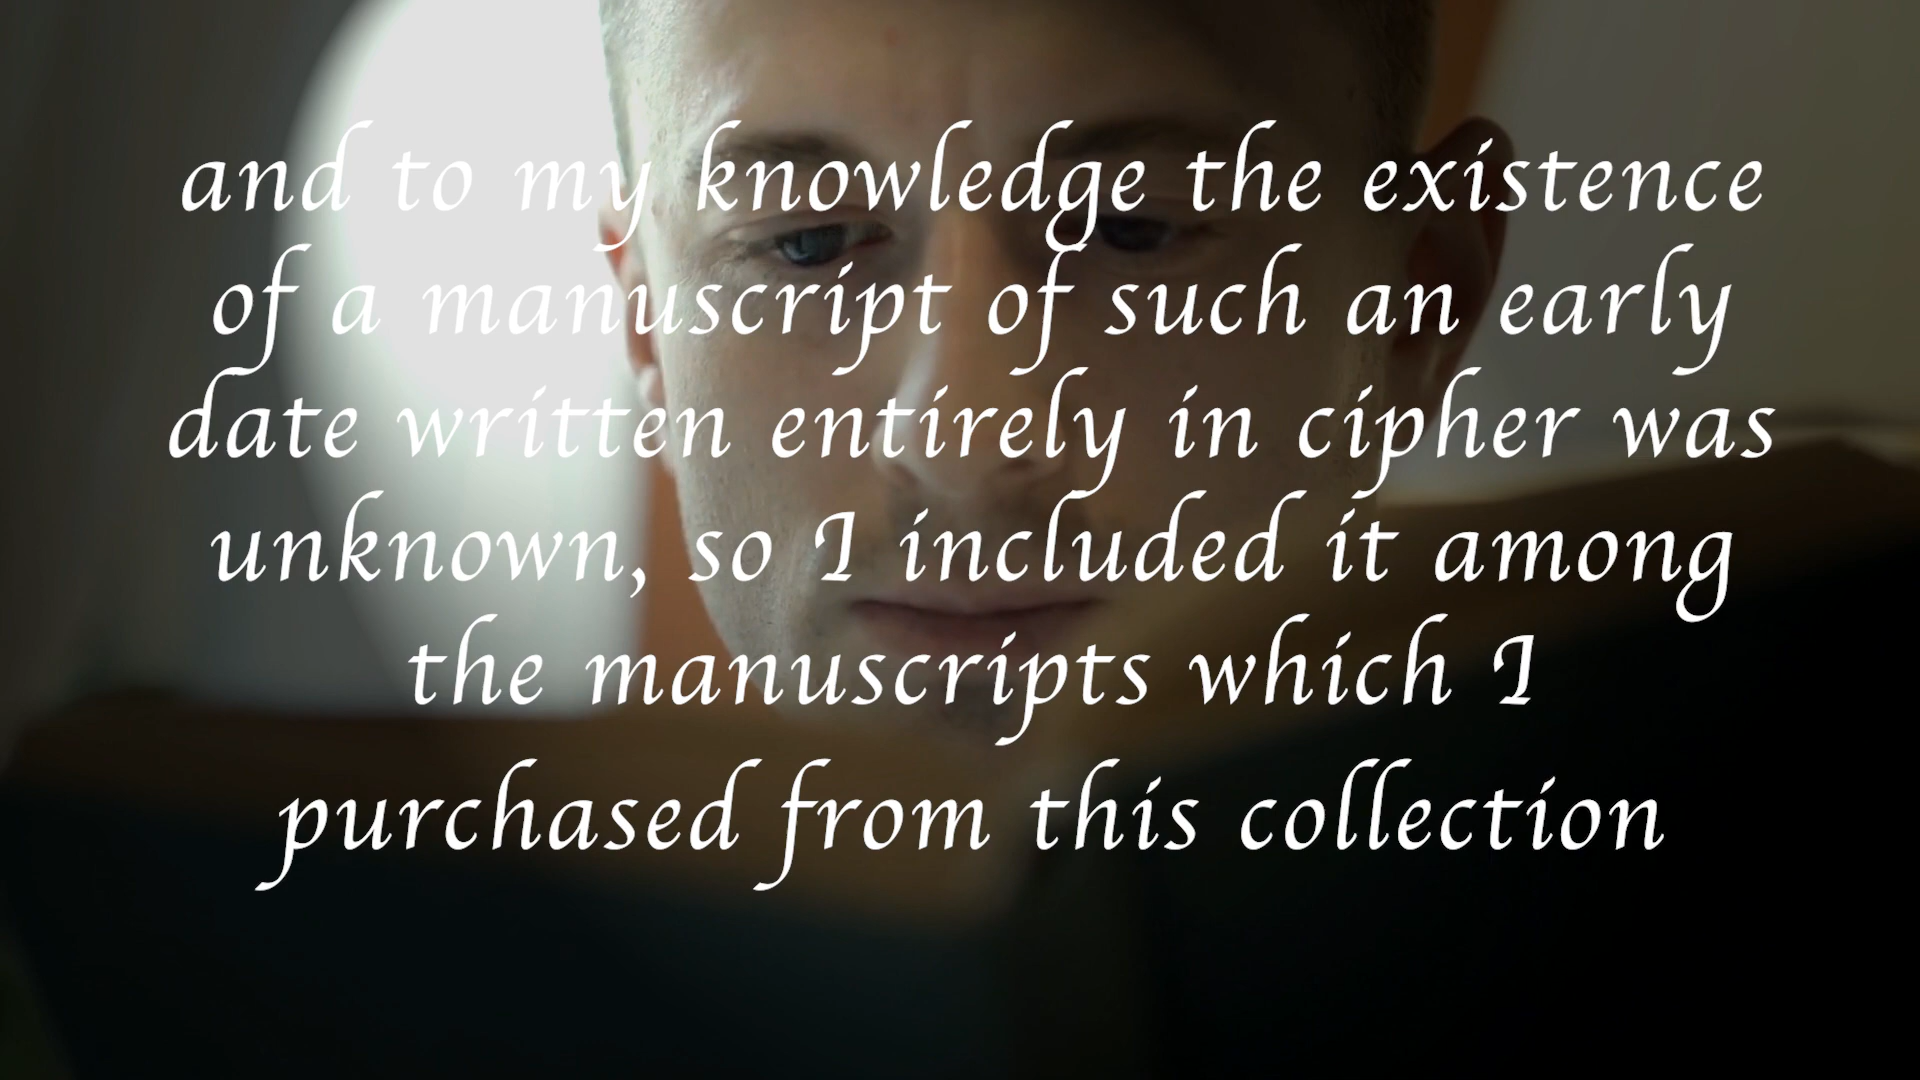 and to my knowledge the existence
of a manuscript of such an early
date written entirely in cipher was
unknown, so I included it among
the manuscripts which I
purchased from this collection